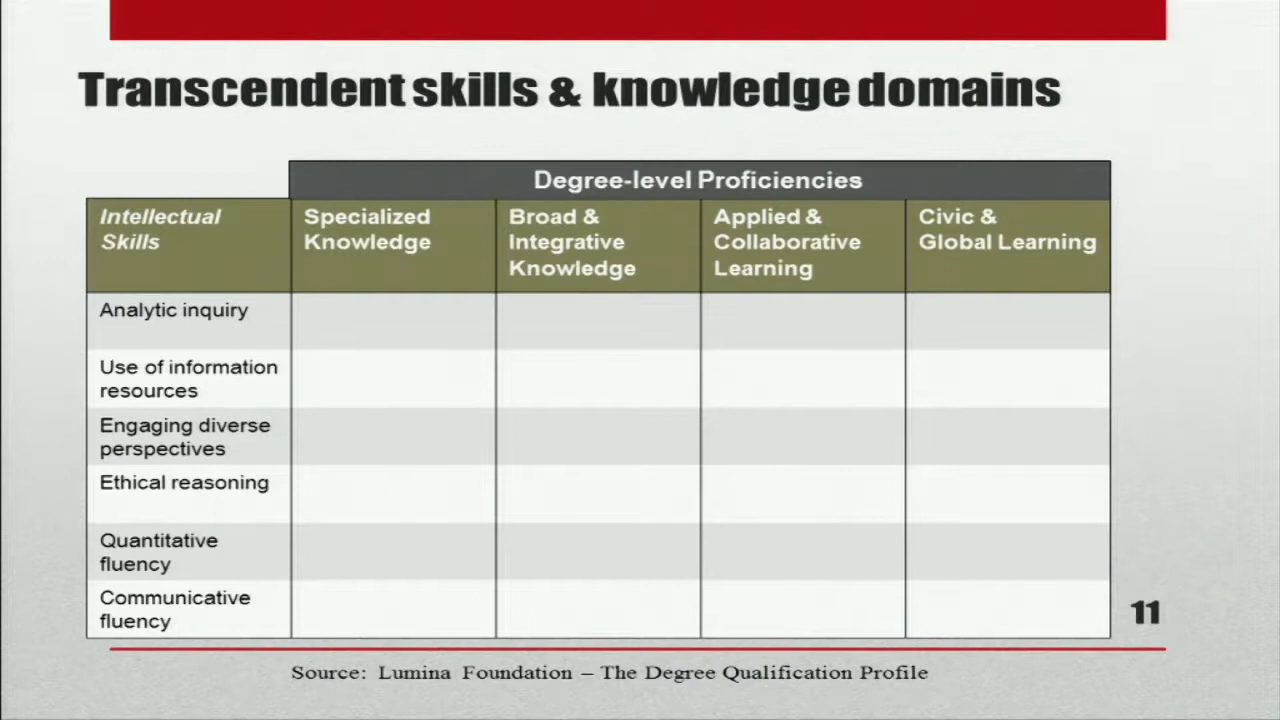 Transcendent skills & knowledge domains
Degree-level Proficiencies
Intellectual
Skills
Specialized
Knowledge
Broad &
Integrative
Knowledge
Applied &
Collaborative
Learning
Civic &
Global Learning
Analytic inquiry
Use of information
resources
Engaging diverse
perspectives
Ethical reasoning
Quantitative
fluency
Communicative
fluency
11
Source: Lumina Foundation – The Degree Qualification Profile